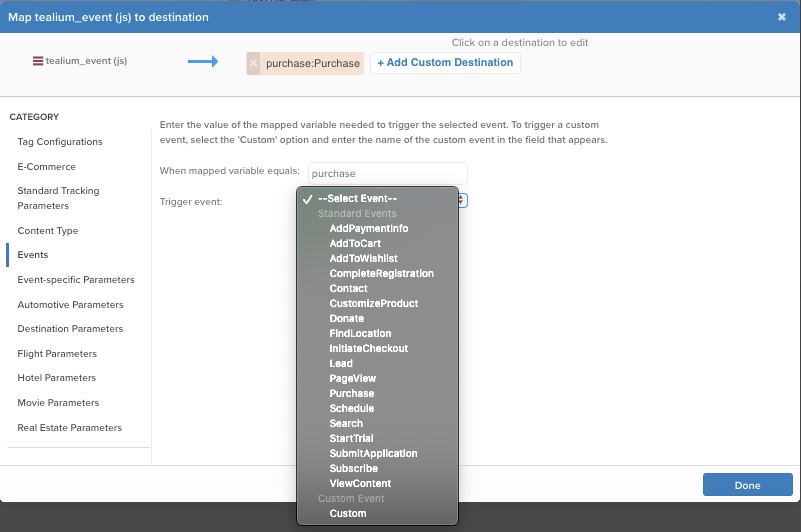 Map tealium_event (js) to destination
×
Click on a destination to edit
tealium_event (js)
× purchase:Purchase
+ Add Custom Destination
CATEGORY
Tag Configurations
E-Commerce
Standard Tracking
Parameters
Content Type
Events
Event-specific Parameters
Automotive Parameters
Destination Parameters
Flight Parameters
Hotel Parameters
Movie Parameters
Real Estate Parameters
Enter the value of the mapped variable needed to trigger the selected event. To trigger a custom
event, select the 'Custom' option and enter the name of the custom event in the field that appears.
When mapped variable equals: purchase
Trigger event:
✓ --Select Event--
Standard Events
AddPaymentInfo
AddToCart
AddToWishlist
CompleteRegistration
Contact
CustomizeProduct
Donate
FindLocation
InitiateCheckout
Lead
PageView
Purchase
Schedule
Search
StartTrial
SubmitApplication
Subscribe
ViewContent
Custom Event
Custom
Done